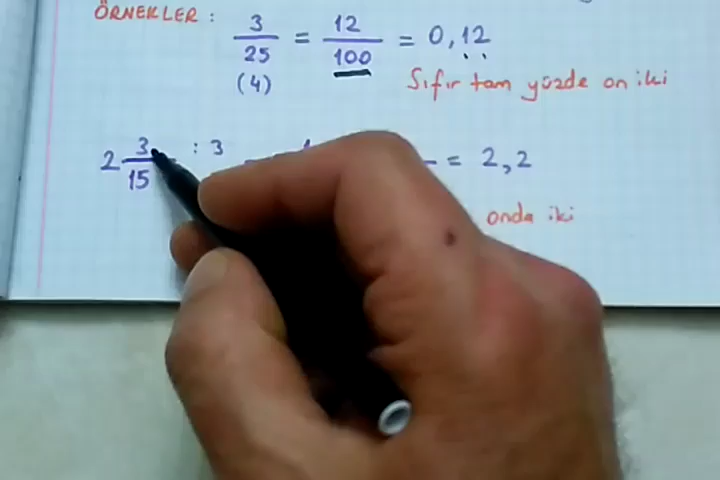 ÖRNEKLER :
3/25 = 12/100 = 0,12
(4)
Sıfır tam yüzde on iki
2 3/15 : 3 = 2,2
onda iki